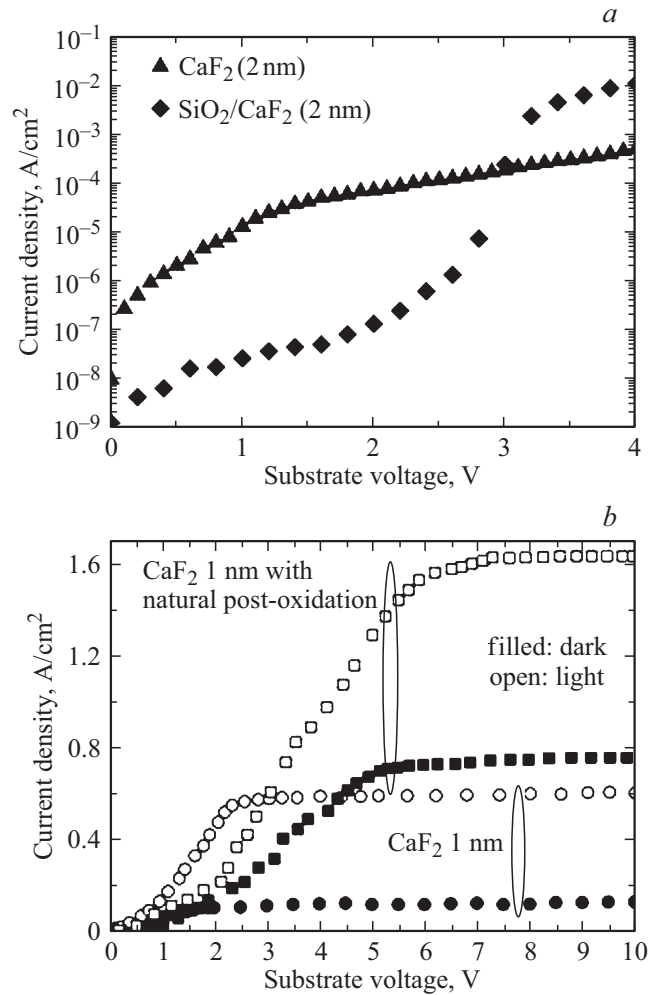 a
10⁻¹
10⁻²
10⁻³
10⁻⁴
10⁻⁵
10⁻⁶
10⁻⁷
10⁻⁸
10⁻⁹
Current density, A/cm²
CaF₂ (2 nm)
SiO₂/CaF₂ (2 nm)
0 1 2 3 4
Substrate voltage, V
b
1.6
1.2
0.8
0.4
0
Current density, A/cm²
CaF₂ 1 nm with
natural post-oxidation
filled: dark
open: light
CaF₂ 1 nm
0 1 2 3 4 5 6 7 8 9 10
Substrate voltage, V